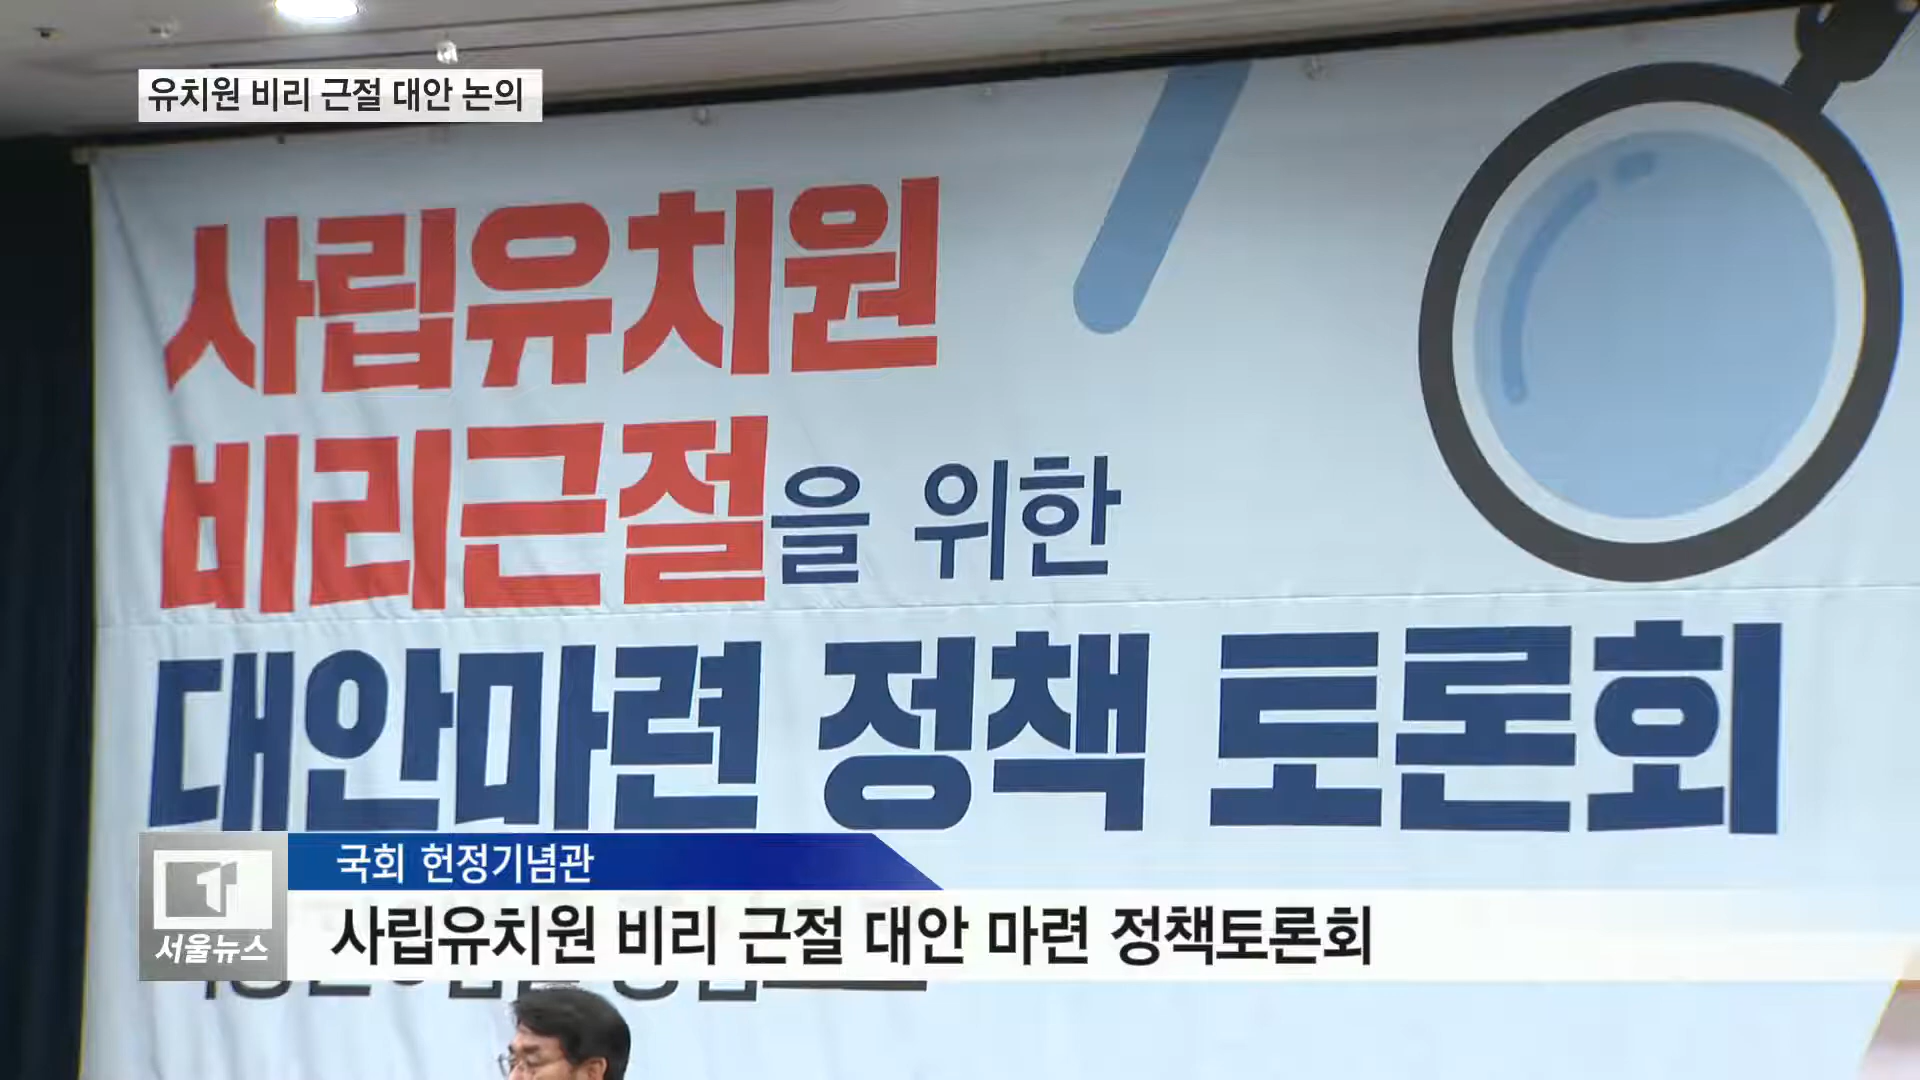 유치원 비리 근절 대안 논의
사립유치원
비리근절을 위한
대안마련 정책 토론회
국회 헌정기념관
사립유치원 비리 근절 대안 마련 정책토론회
서울뉴스